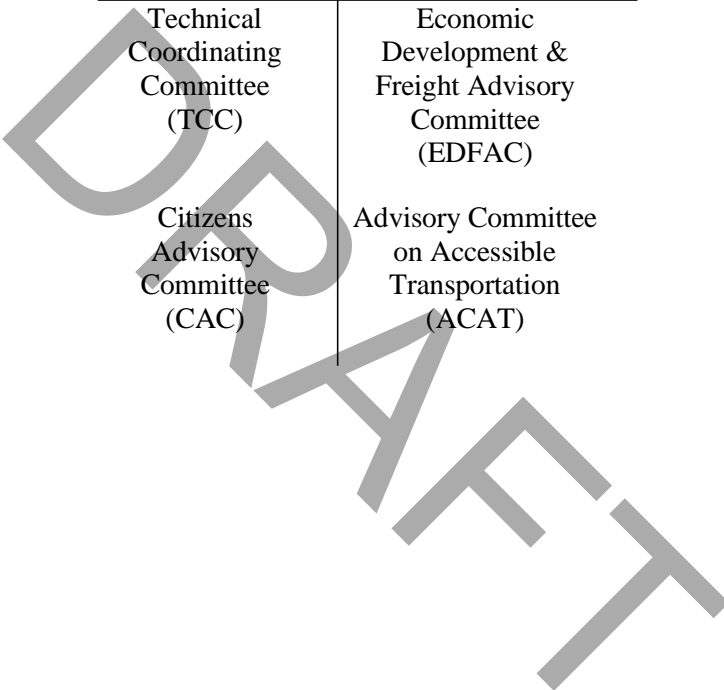 Technical
Coordinating
Committee
(TCC)
Economic
Development &
Freight Advisory
Committee
(EDFAC)
Citizens
Advisory
Committee
(CAC)
Advisory Committee
on Accessible
Transportation
(ACAT)
DRAFT